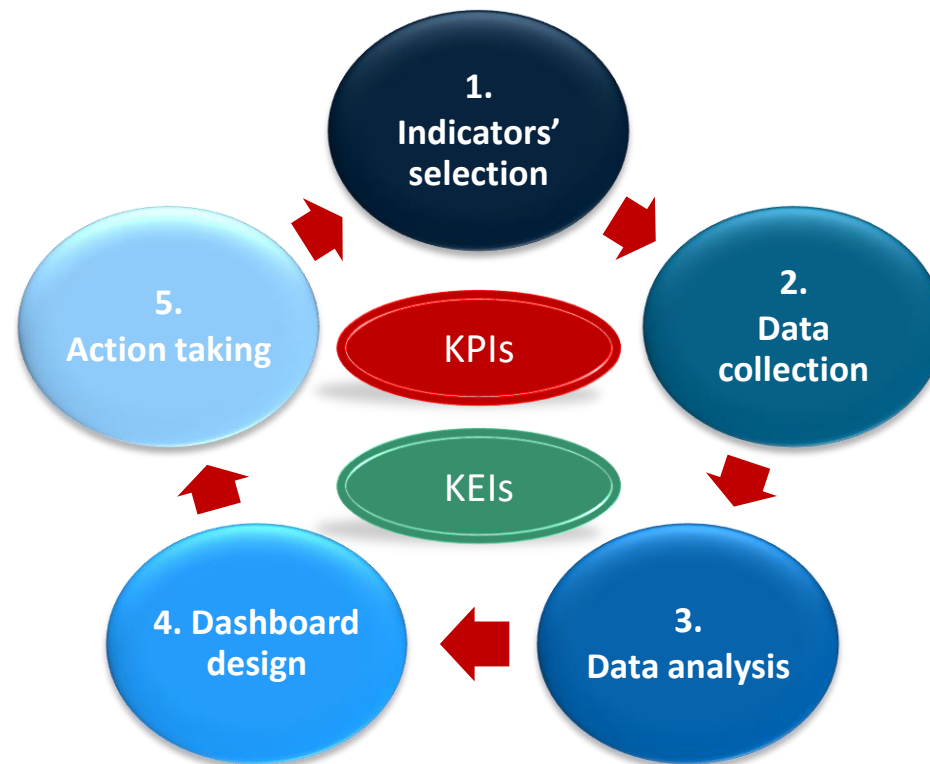 1.
Indicators’
selection
2.
Data
collection
3.
Data analysis
4. Dashboard
design
5.
Action taking
KPIs
KEIs